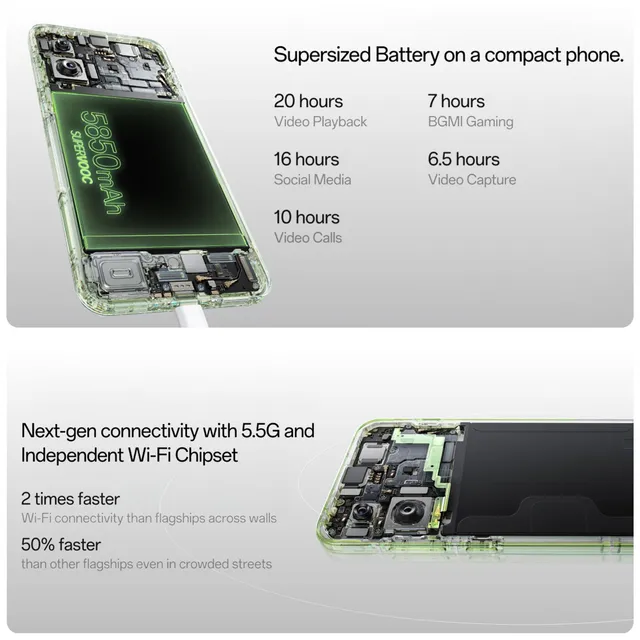 Supersized Battery on a compact phone.
20 hours
Video Playback
7 hours
BGMI Gaming
16 hours
Social Media
6.5 hours
Video Capture
10 hours
Video Calls
5850mAh
SUPERVOOC
Next-gen connectivity with 5.5G and
Independent Wi-Fi Chipset
2 times faster
Wi-Fi connectivity than flagships across walls
50% faster
than other flagships even in crowded streets